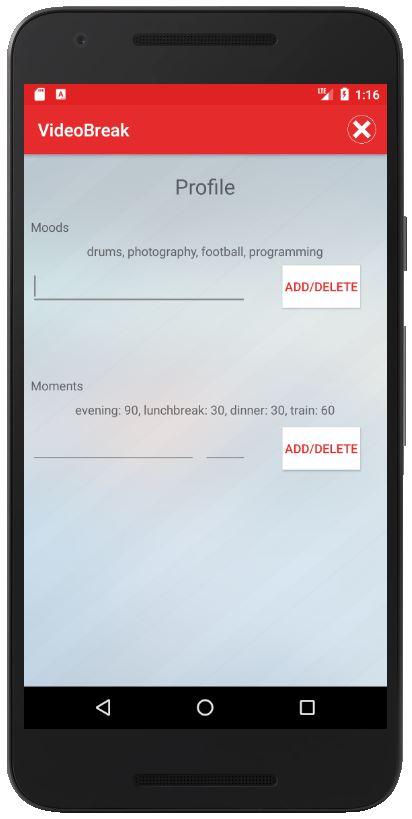 LTE 1:16
VideoBreak
Profile
Moods
drums, photography, football, programming
ADD/DELETE
Moments
evening: 90, lunchbreak: 30, dinner: 30, train: 60
ADD/DELETE